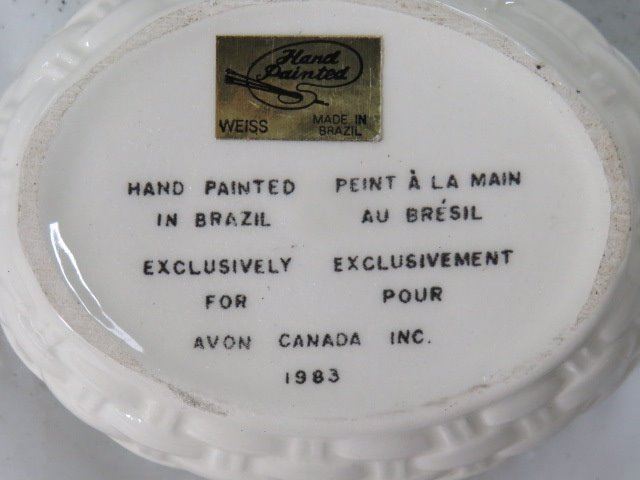 Hand
Painted
WEISS MADE IN
BRAZIL
HAND PAINTED PEINT À LA MAIN
IN BRAZIL AU BRÉSIL
EXCLUSIVELY EXCLUSIVEMENT
FOR POUR
AVON CANADA INC.
1983